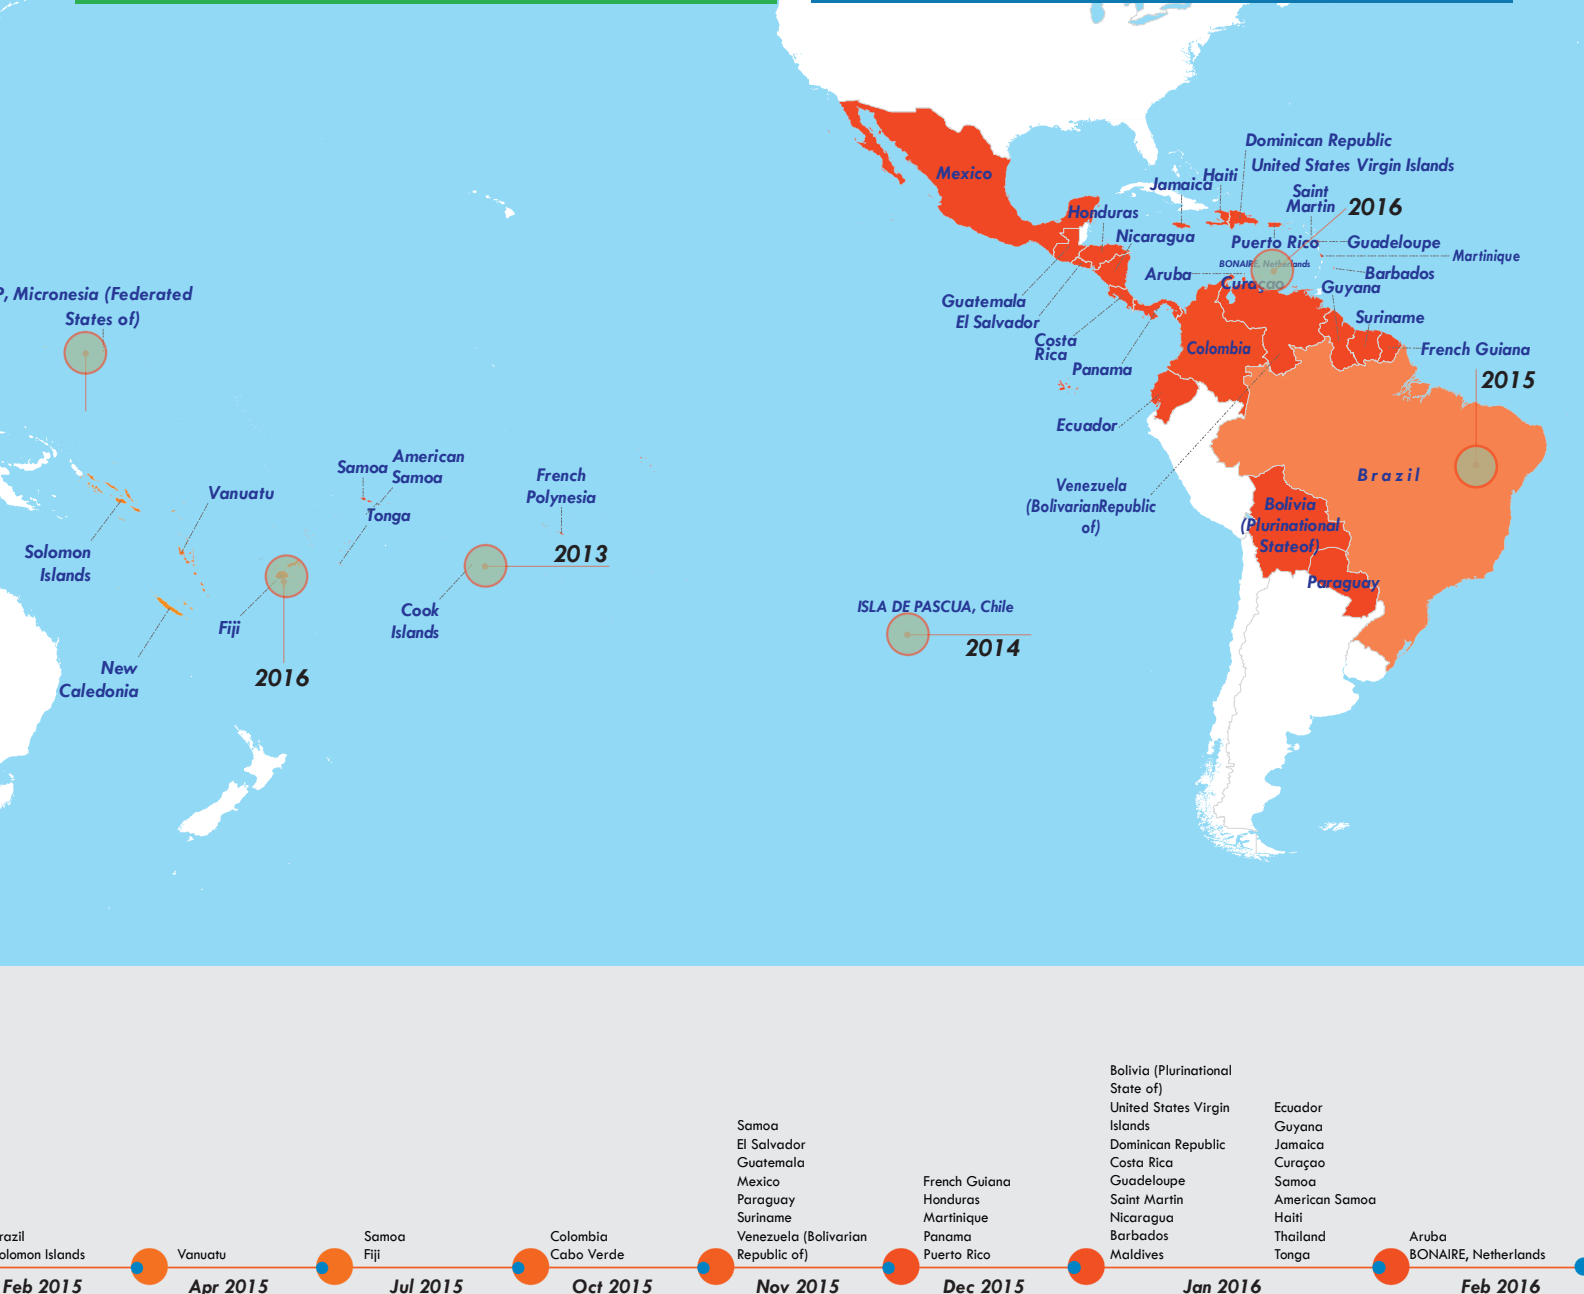 Dominican Republic
United States Virgin Islands
Mexico
Jamaica
Haiti
Saint
Martin
2016
Honduras
Nicaragua
Puerto Rico
Guadeloupe
Martinique
BONAIRE, Netherlands
Aruba
Barbados
Curaçao
Guyana
Guatemala
El Salvador
Suriname
Costa
Rica
Colombia
French Guiana
Panama
2015
Ecuador
P, Micronesia (Federated
States of)
Samoa
American
Samoa
French
Polynesia
Brazil
Vanuatu
Tonga
Venezuela
(BolivarianRepublic
of)
Bolivia
(Plurinational
Stateof)
Solomon
Islands
2013
Paraguay
Cook
Islands
ISLA DE PASCUA, Chile
2014
Fiji
New
Caledonia
2016
razil
olomon Islands
Feb 2015
Vanuatu
Apr 2015
Samoa
Fiji
Jul 2015
Colombia
Cabo Verde
Oct 2015
Samoa
El Salvador
Guatemala
Mexico
Paraguay
Suriname
Venezuela (Bolivarian
Republic of)
Nov 2015
French Guiana
Honduras
Martinique
Panama
Puerto Rico
Dec 2015
Bolivia (Plurinational
State of)
United States Virgin
Islands
Dominican Republic
Costa Rica
Guadeloupe
Saint Martin
Nicaragua
Barbados
Maldives
Ecuador
Guyana
Jamaica
Curaçao
Samoa
American Samoa
Haiti
Thailand
Tonga
Jan 2016
Aruba
BONAIRE, Netherlands
Feb 2016